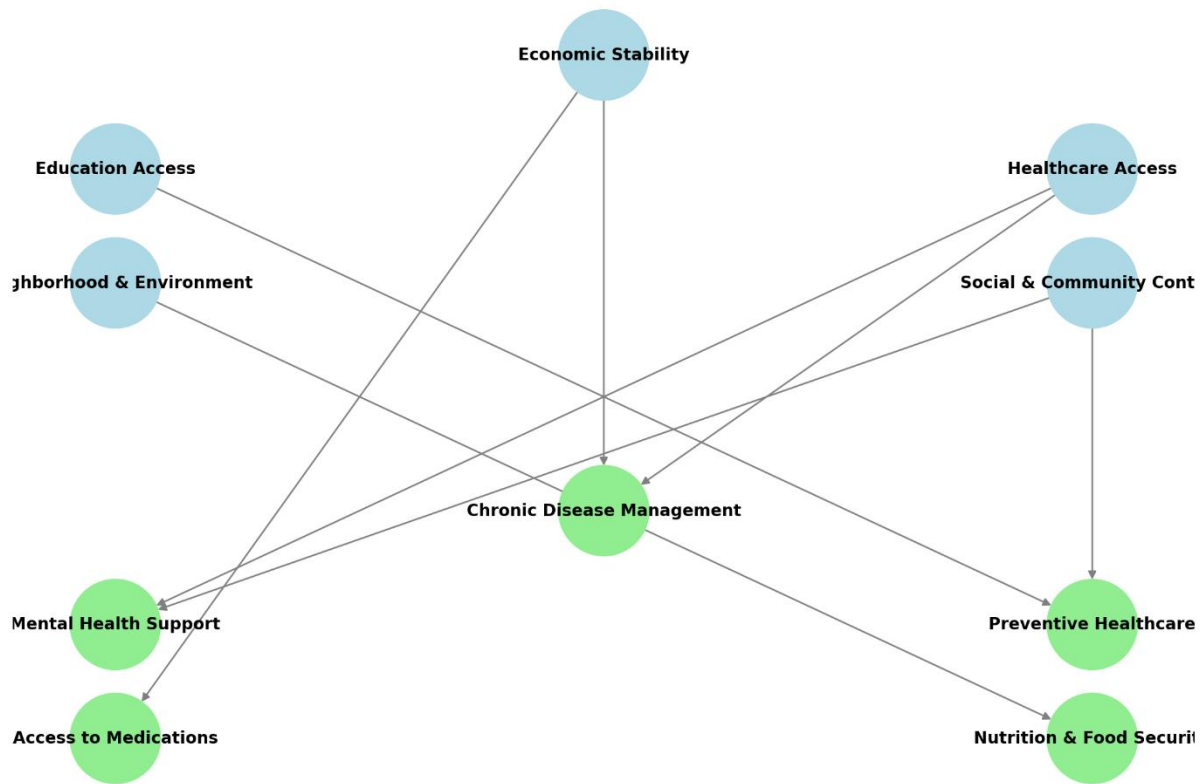 Economic Stability
Education Access
Healthcare Access
ghborhood & Environment
Social & Community Cont
Chronic Disease Management
Mental Health Support
Preventive Healthcare
Access to Medications
Nutrition & Food Securit